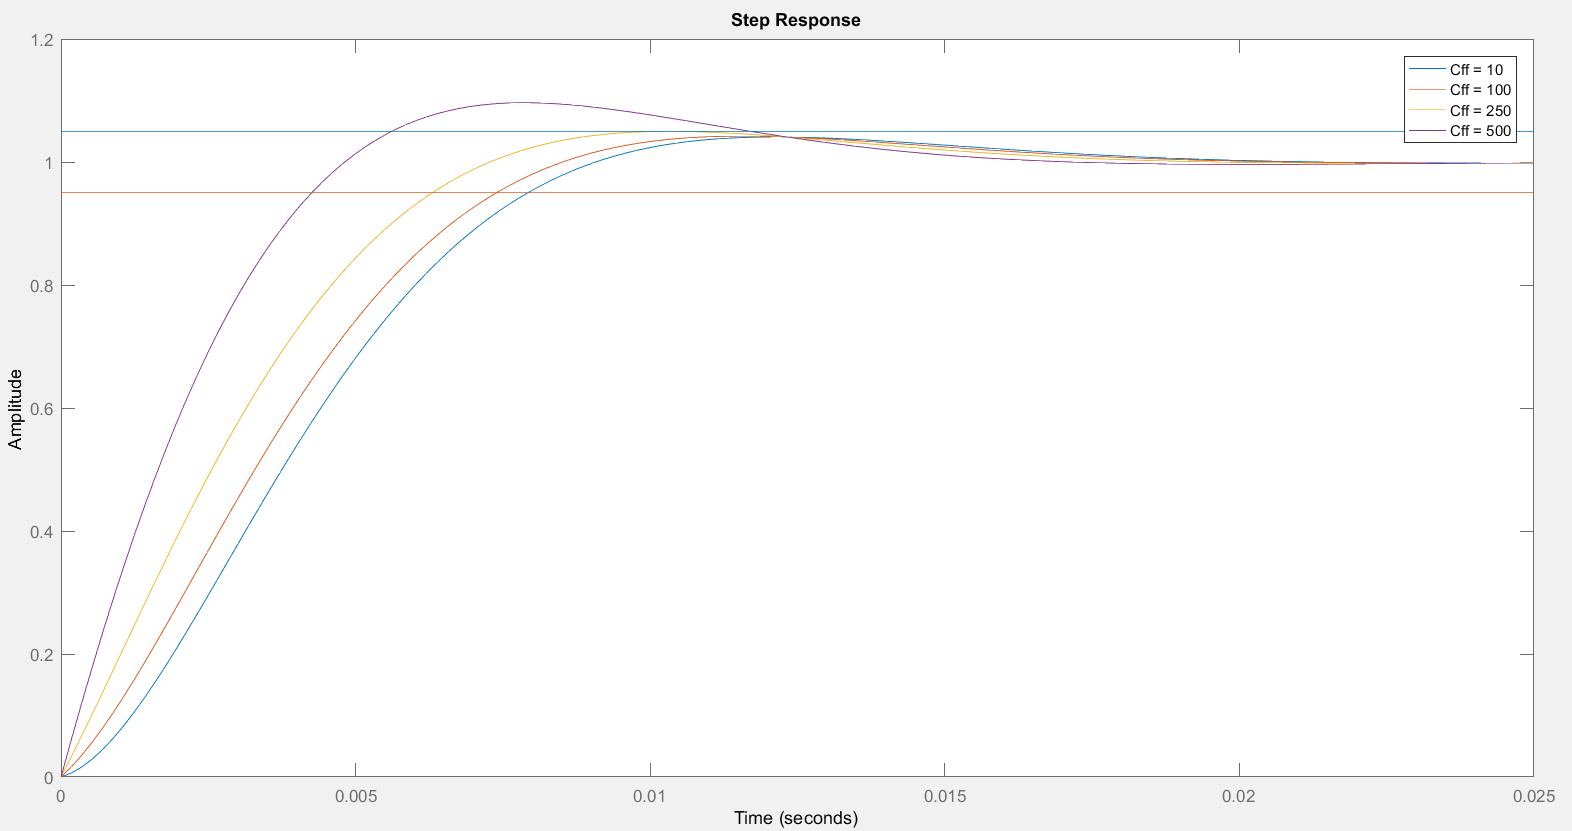 Step Response
Cff = 10
Cff = 100
Cff = 250
Cff = 500
Amplitude
1.2
1
0.8
0.6
0.4
0.2
0
0
0.005
0.01
0.015
0.02
0.025
Time (seconds)